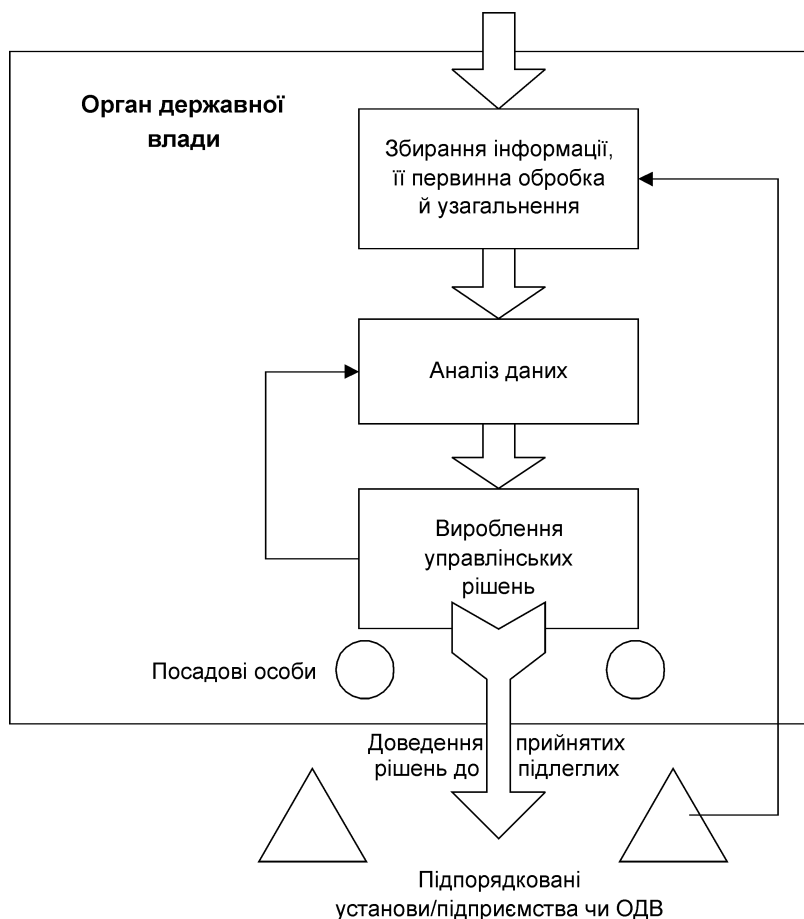 Орган державної
влади
Збирання інформації,
її первинна обробка
й узагальнення
Аналіз даних
Вироблення
управлінських
рішень
Посадові особи
Доведення прийнятих
рішень до підлеглих
Підпорядковані
установи/підприємства чи ОДВ